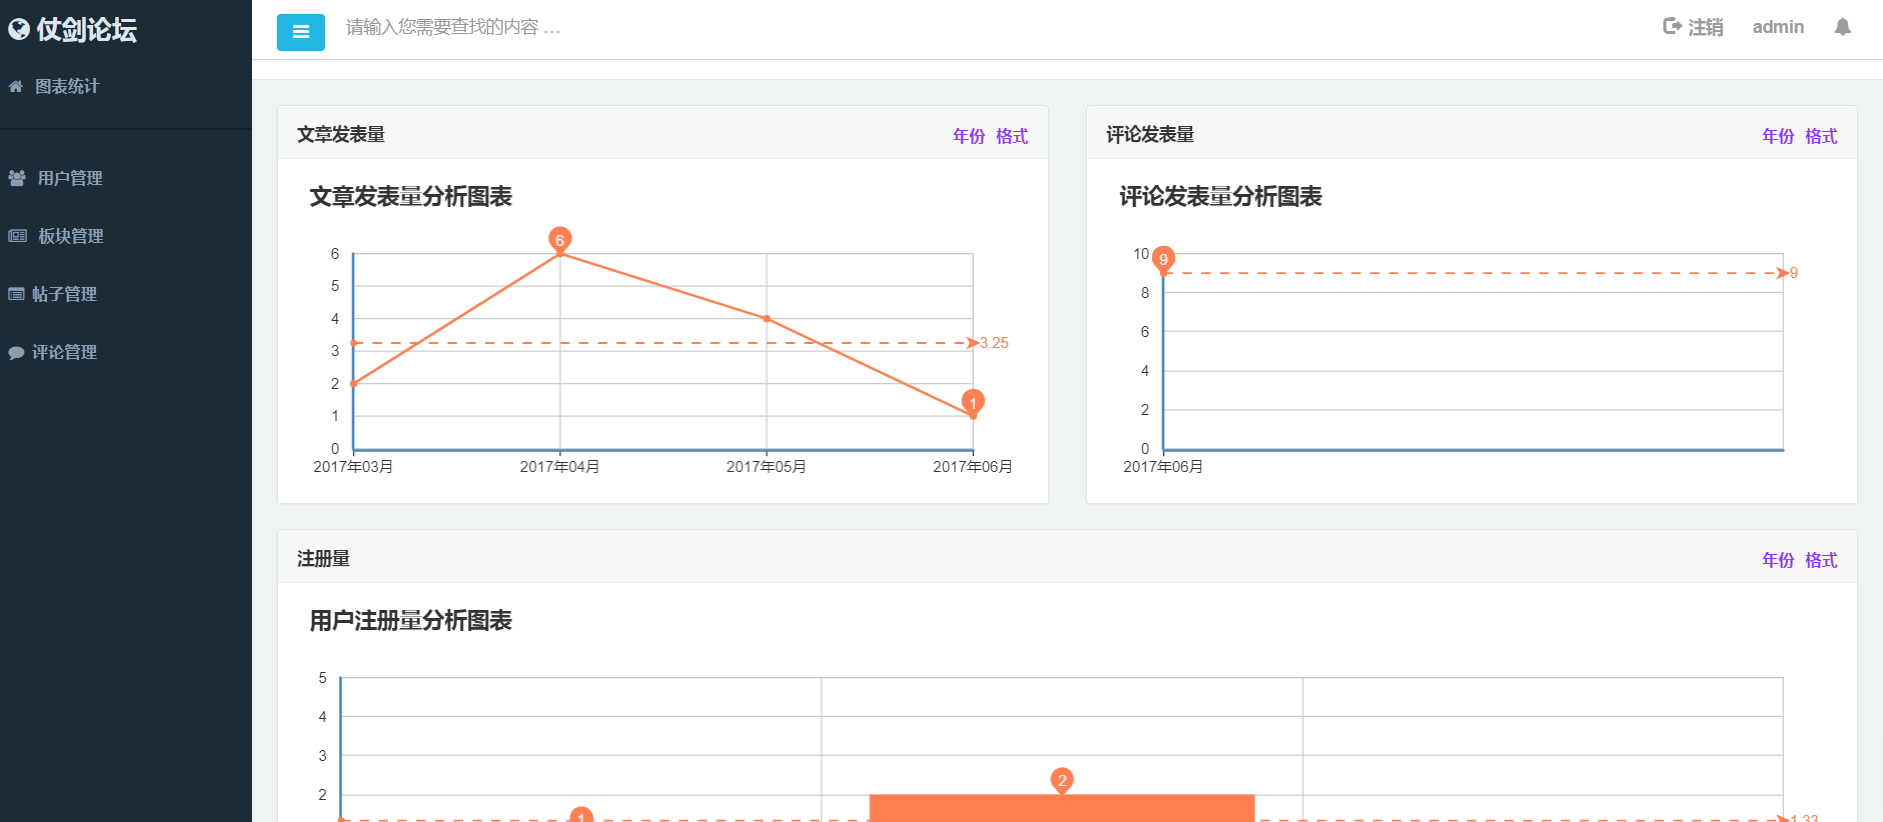 仗剑论坛
请输入您需要查找的内容 …
注销 admin
图表统计
用户管理
板块管理
帖子管理
评论管理
文章发表量
年份 格式
文章发表量分析图表
6
5
4
3
2
1
0
6
3.25
1
2017年03月 2017年04月 2017年05月 2017年06月
评论发表量
年份 格式
评论发表量分析图表
10
8
6
4
2
0
9
9
2017年06月
注册量
年份 格式
用户注册量分析图表
5
4
3
2
2
1
1.33